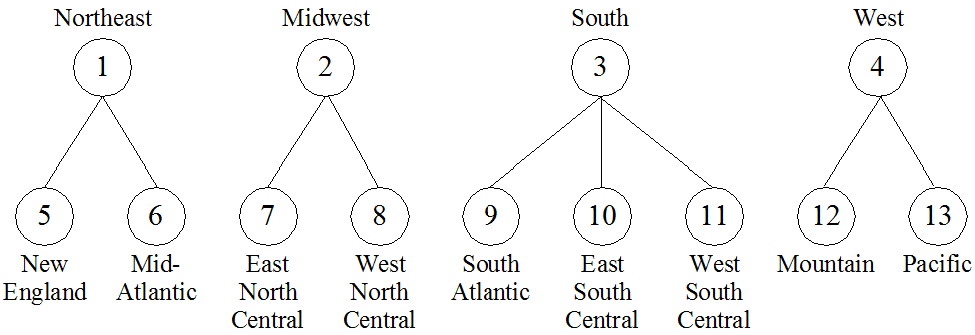 Northeast Midwest South West
1 2 3 4
5 6 7 8 9 10 11 12 13
New England
Mid-Atlantic
East North Central
West North Central
South Atlantic
East South Central
West South Central
Mountain
Pacific